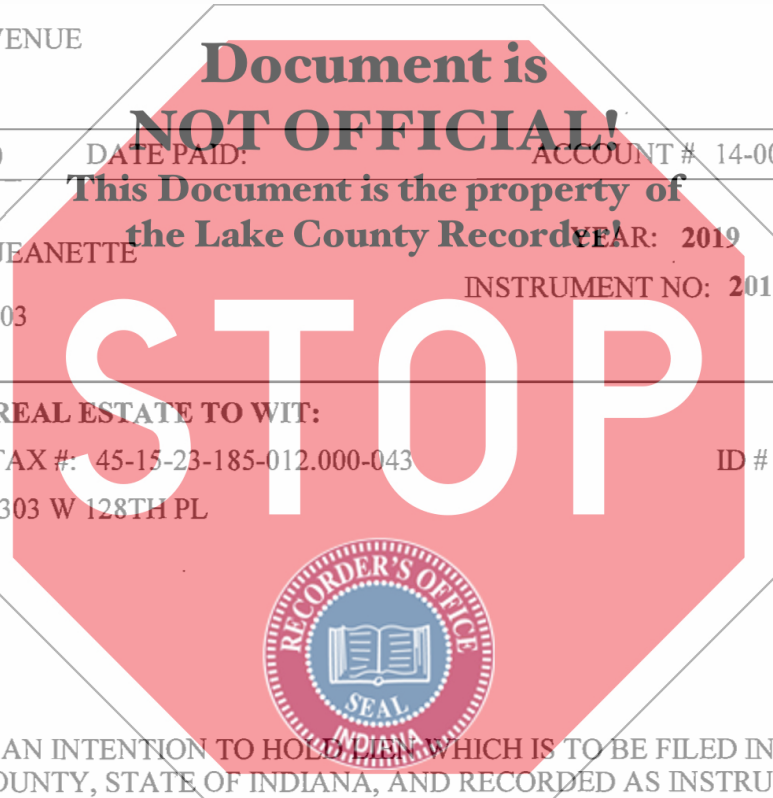 VENUE
Document is
NOT OFFICIAL!
DATE PAID: ACCOUNT # 14-00
This Document is the property of
the Lake County Recorder!
YEAR: 2019
JEANETTE
INSTRUMENT NO: 201
03
STOP
REAL ESTATE TO WIT:
TAX #: 45-15-23-185-012.000-043 ID #
303 W 128TH PL
RECORDER'S OFFICE
SEAL
INDIANA
AN INTENTION TO HOLD LIEN WHICH IS TO BE FILED IN
OUNTY, STATE OF INDIANA, AND RECORDED AS INSTRU